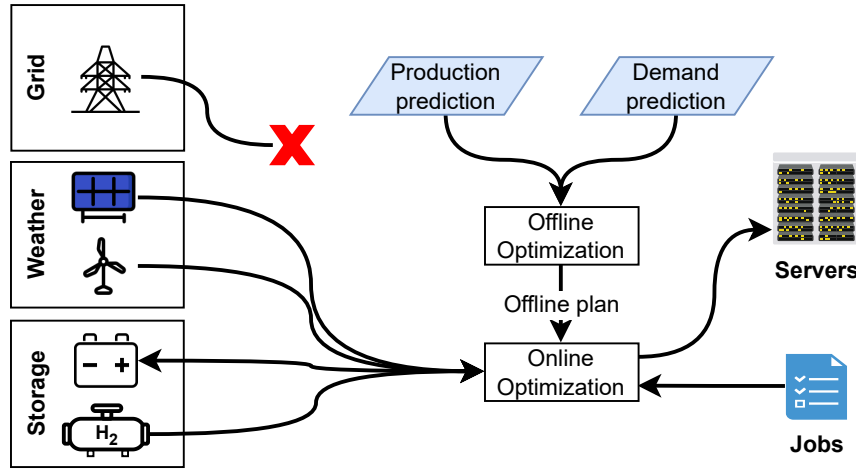 Grid
Production
prediction
Demand
prediction
Weather
Offline
Optimization
Servers
Offline plan
Storage
− +
Online
Optimization
H2
Jobs